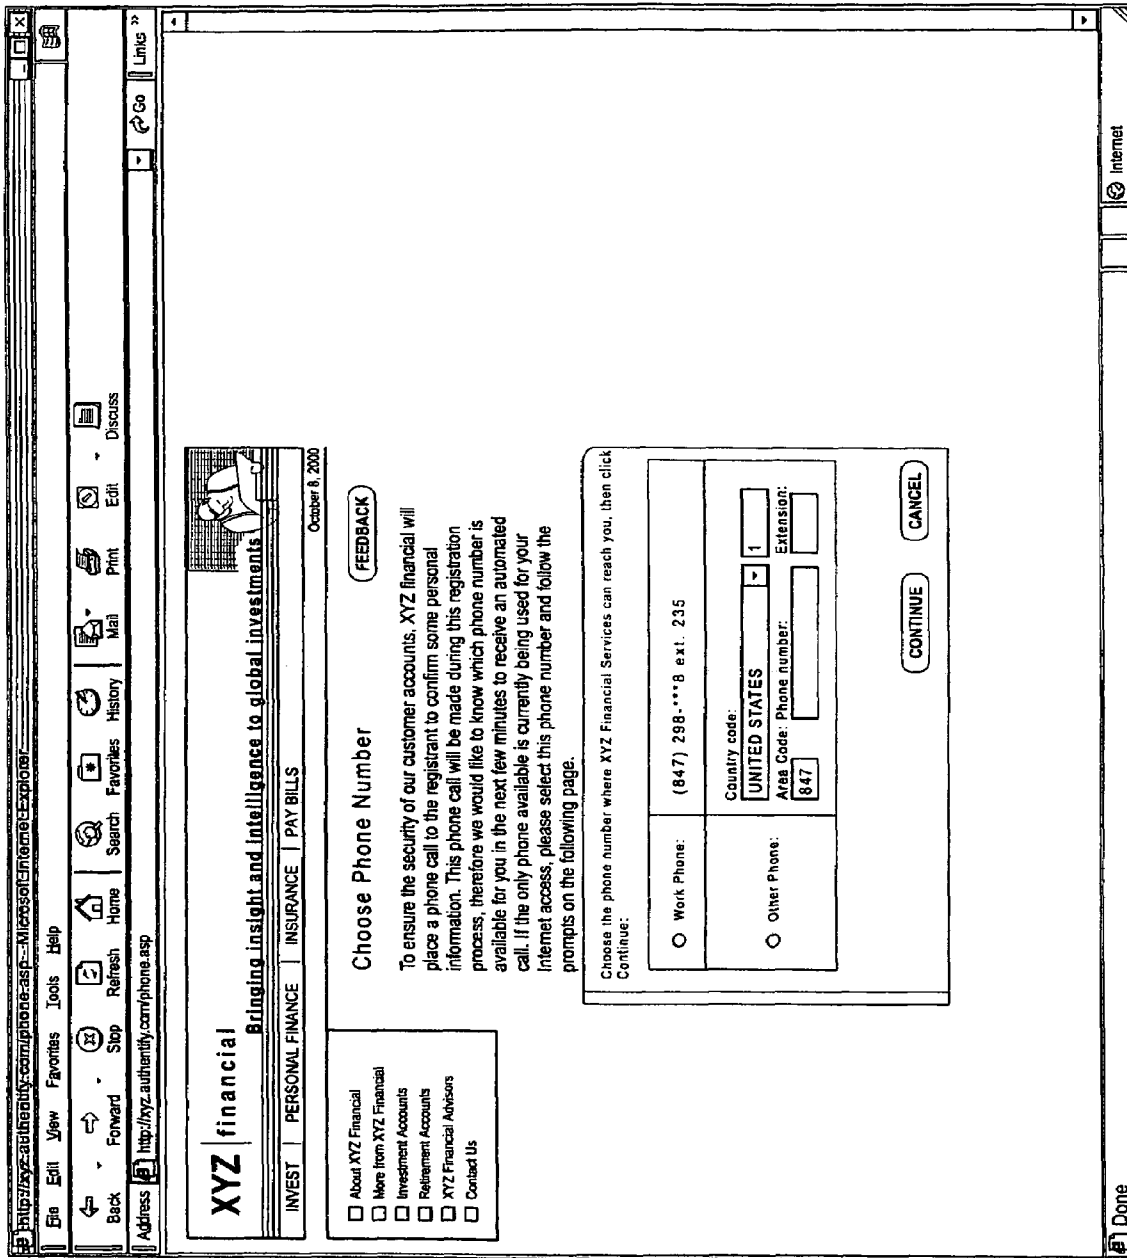 http://xyz.authentify.com/phone.asp--Microsoft Internet Explorer
File Edit View Favorites Tools Help
Back Forward Stop Refresh Home Search Favorites History Mail Print Edit Discuss
Address http://xyz.authentify.com/phone.asp Go Links »
XYZ financial
Bringing insight and intelligence to global investments
INVEST | PERSONAL FINANCE | INSURANCE | PAY BILLS
October 8, 2000
About XYZ Financial
More from XYZ Financial
Investment Accounts
Retirement Accounts
XYZ Financial Advisors
Contact Us
Choose Phone Number
FEEDBACK
To ensure the security of our customer accounts, XYZ financial will
place a phone call to the registrant to confirm some personal
information. This phone call will be made during this registration
process, therefore we would like to know which phone number is
available for you in the next few minutes to receive an automated
call. If the only phone available is currently being used for your
Internet access, please select this phone number and follow the
prompts on the following page.
Choose the phone number where XYZ Financial Services can reach you, then click
Continue:
Work Phone: (847) 298-***8 ext. 235
Other Phone:
Country code:
UNITED STATES 1
Area Code: Phone number: Extension:
847
CONTINUE CANCEL
Done Internet